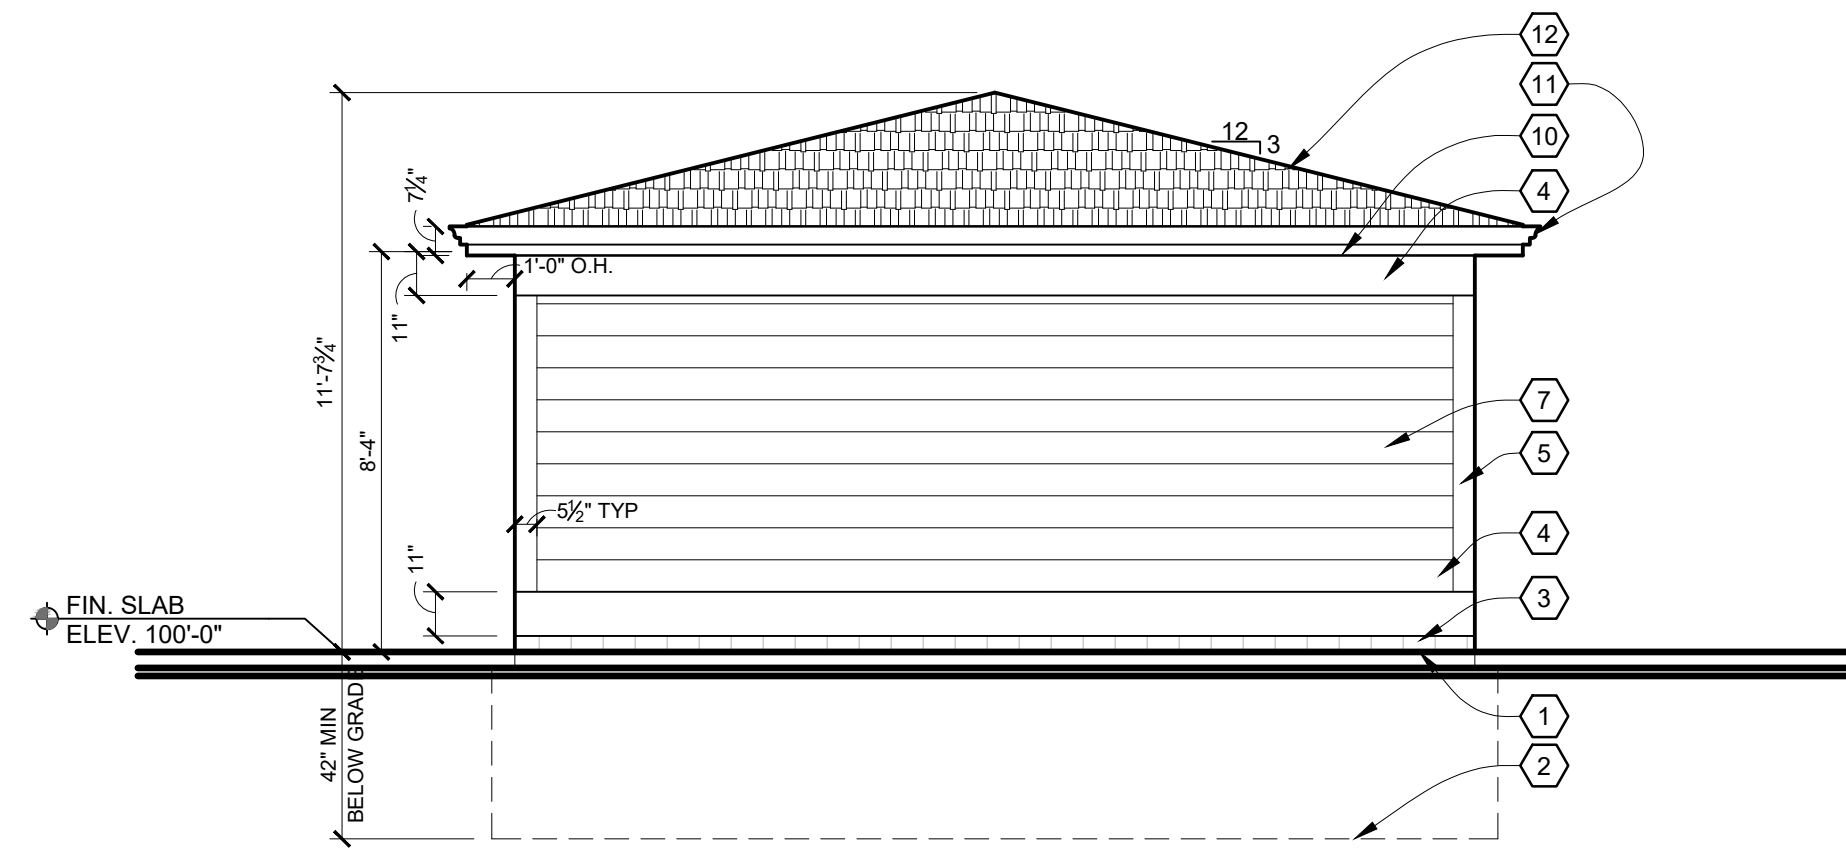 12
11
12
3
10
7¼"
4
1'-0" O.H.
11"
11'-7¾"
7
8'-4"
5
5½" TYP
4
11"
3
FIN. SLAB
ELEV. 100'-0"
1
42" MIN
BELOW GRADE
2